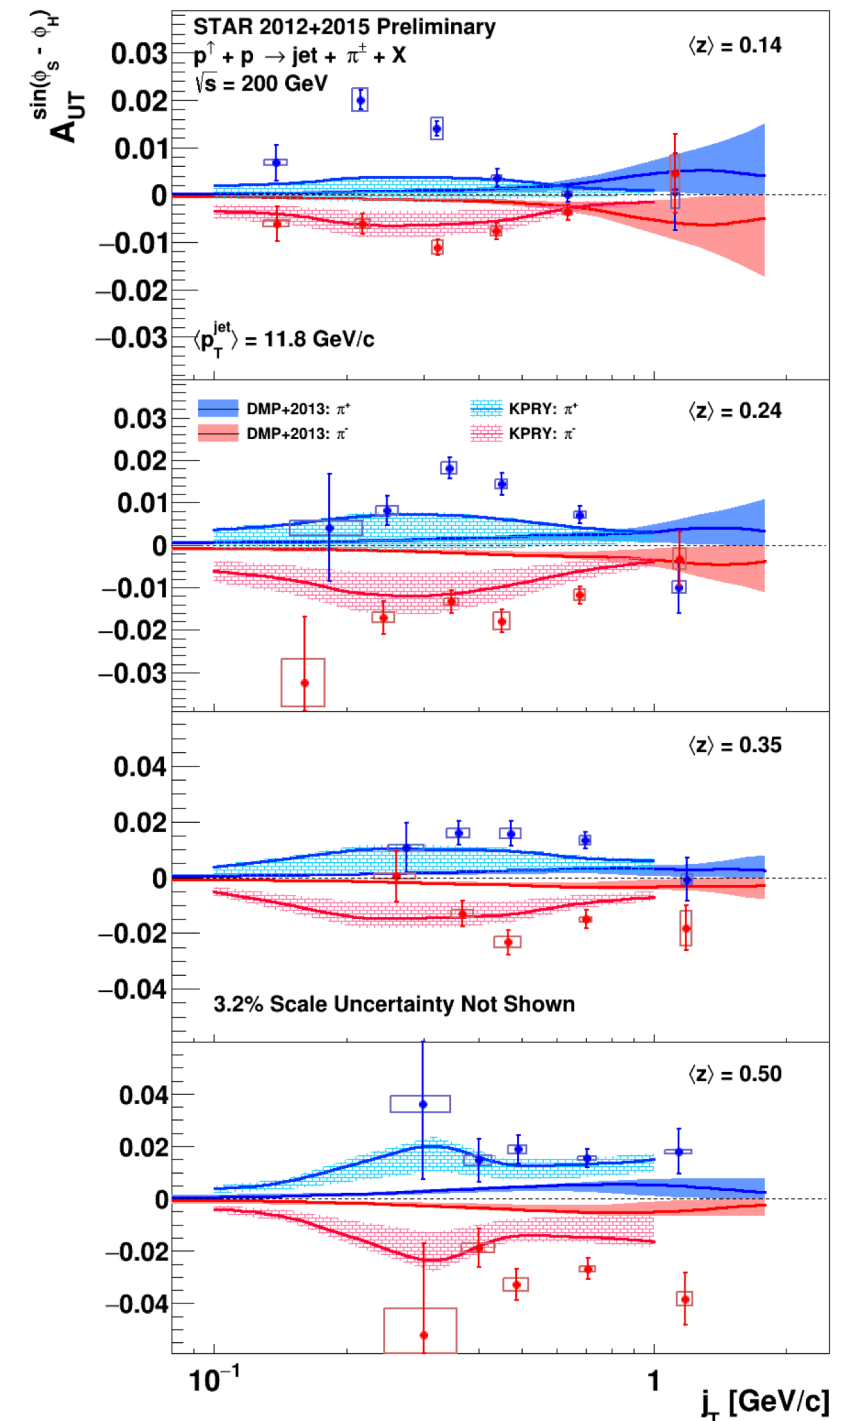 STAR 2012+2015 Preliminary
p↑ + p → jet + π± + X
√s = 200 GeV
⟨z⟩ = 0.14
A_UT^sin(ϕ_S - ϕ_H)
0.03
0.02
0.01
0
−0.01
−0.02
−0.03
⟨p_T^jet⟩ = 11.8 GeV/c
DMP+2013: π+
KPRY: π+
⟨z⟩ = 0.24
DMP+2013: π-
KPRY: π-
0.03
0.02
0.01
0
−0.01
−0.02
−0.03
⟨z⟩ = 0.35
0.04
0.02
0
−0.02
−0.04
3.2% Scale Uncertainty Not Shown
⟨z⟩ = 0.50
0.04
0.02
0
−0.02
−0.04
10^−1
1
j_T [GeV/c]